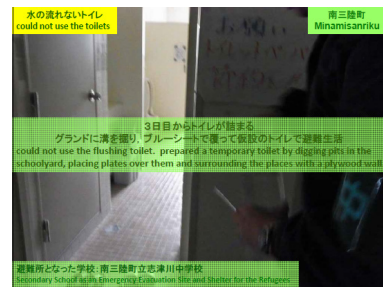 水の流れないトイレ
could not use the toilets
南三陸町
Minamisanriku
3日目からトイレが詰まる
グランドに溝を掘り，ブルーシートで覆って仮設のトイレで避難生活
could not use the flushing toilet. prepared a temporary toilet by digging pits in the
schoolyard, placing plates over them and surrounding the places with a plywood wall
避難所となった学校：南三陸町立志津川中学校
Secondary School as an Emergency Evacuation Site and Shelter for the Refugees